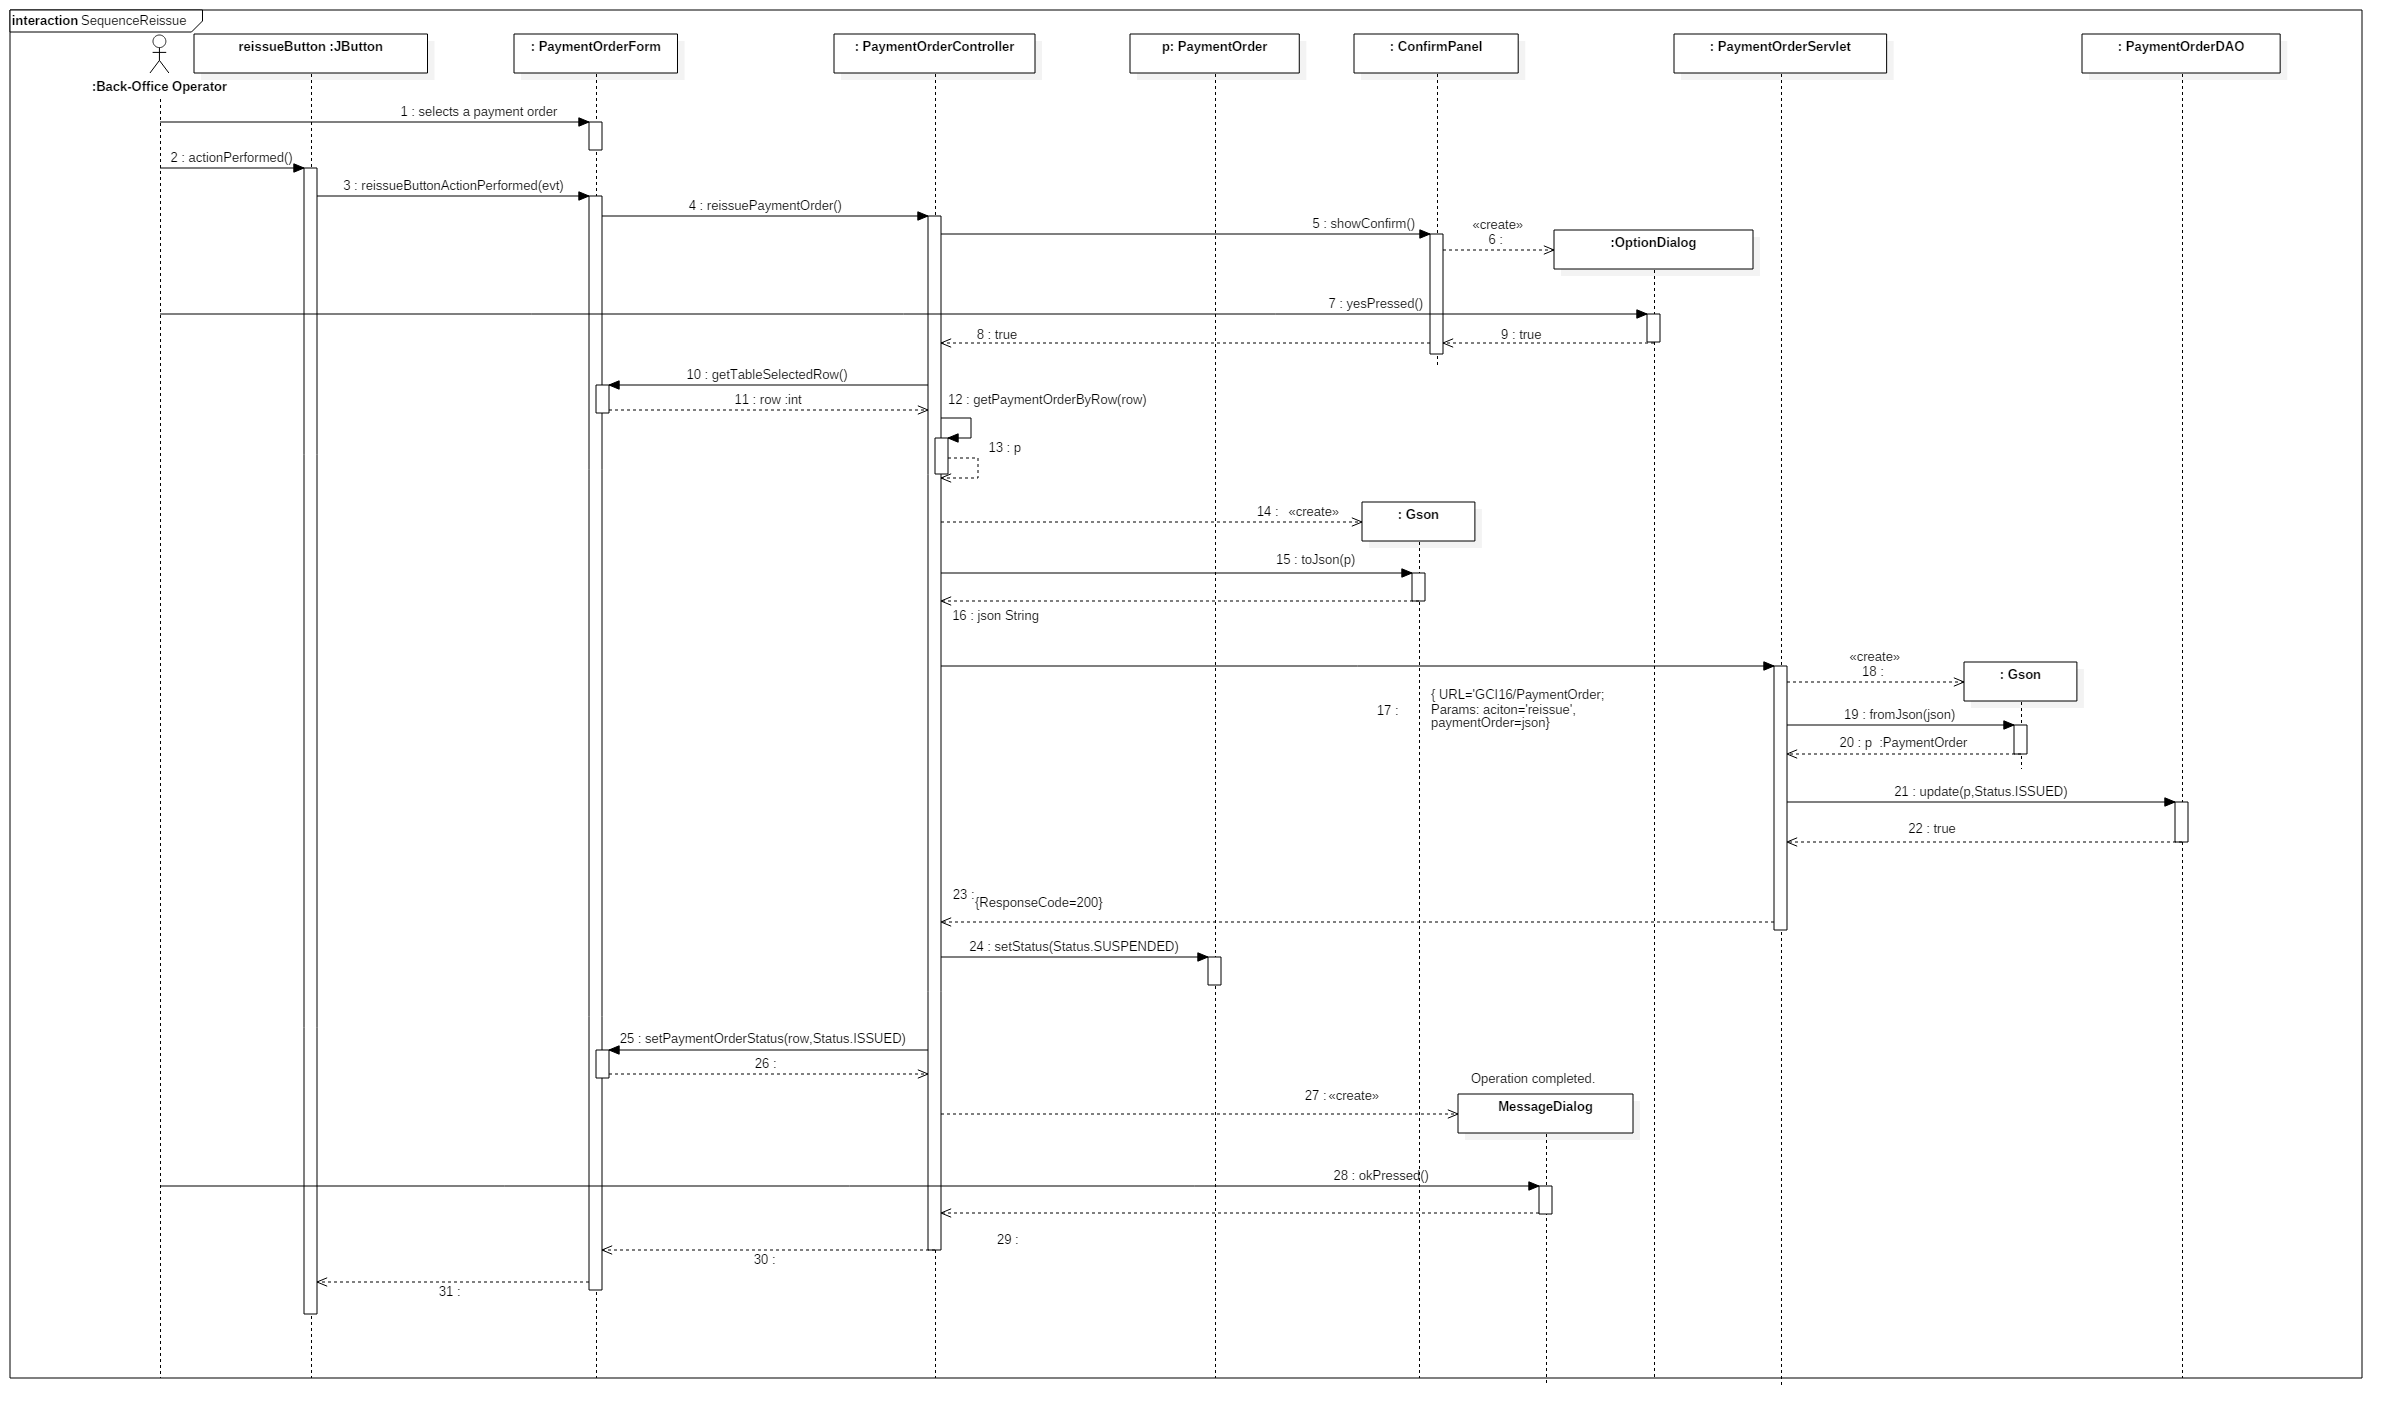 interaction SequenceReissue
reissueButton :JButton
: PaymentOrderForm
: PaymentOrderController
p: PaymentOrder
: ConfirmPanel
: PaymentOrderServlet
: PaymentOrderDAO
:Back-Office Operator
1 : selects a payment order
2 : actionPerformed()
3 : reissueButtonActionPerformed(evt)
4 : reissuePaymentOrder()
5 : showConfirm()
«create»
6 :
:OptionDialog
7 : yesPressed()
8 : true
9 : true
10 : getTableSelectedRow()
11 : row :int
12 : getPaymentOrderByRow(row)
13 : p
14 : «create»
: Gson
15 : toJson(p)
16 : json String
«create»
18 :
: Gson
17 :
{ URL='GCI16/PaymentOrder;
Params: aciton='reissue',
paymentOrder=json}
19 : fromJson(json)
20 : p :PaymentOrder
21 : update(p,Status.ISSUED)
22 : true
23 :
{ResponseCode=200}
24 : setStatus(Status.SUSPENDED)
25 : setPaymentOrderStatus(row,Status.ISSUED)
26 :
Operation completed.
27 : «create»
MessageDialog
28 : okPressed()
29 :
30 :
31 :